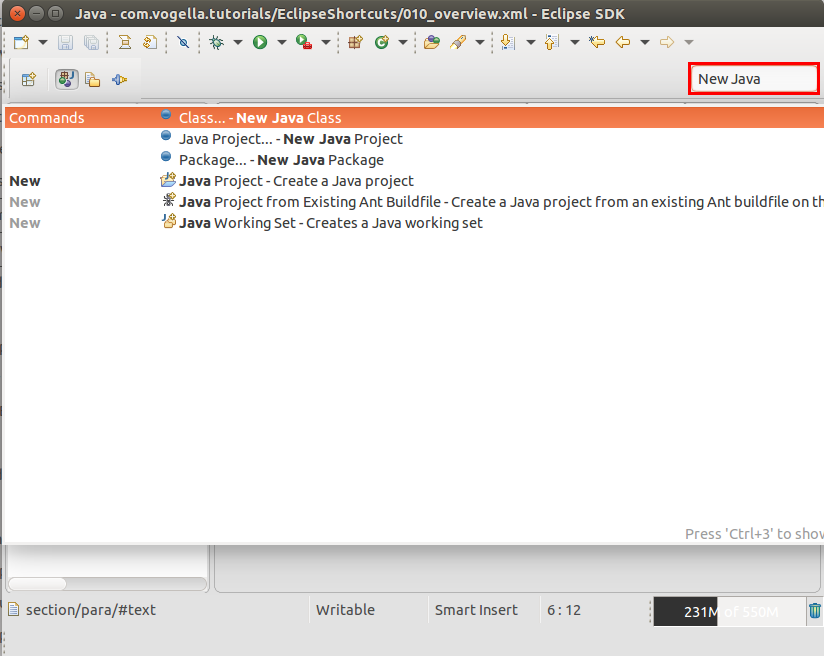 Java - com.vogella.tutorials/EclipseShortcuts/010_overview.xml - Eclipse SDK
New Java
Commands Class... - New Java Class
Java Project... - New Java Project
Package... - New Java Package
New Java Project - Create a Java project
New Java Project from Existing Ant Buildfile - Create a Java project from an existing Ant buildfile on th
New Java Working Set - Creates a Java working set
Press 'Ctrl+3' to show
section/para/#text Writable Smart Insert 6 : 12 231M of 550M